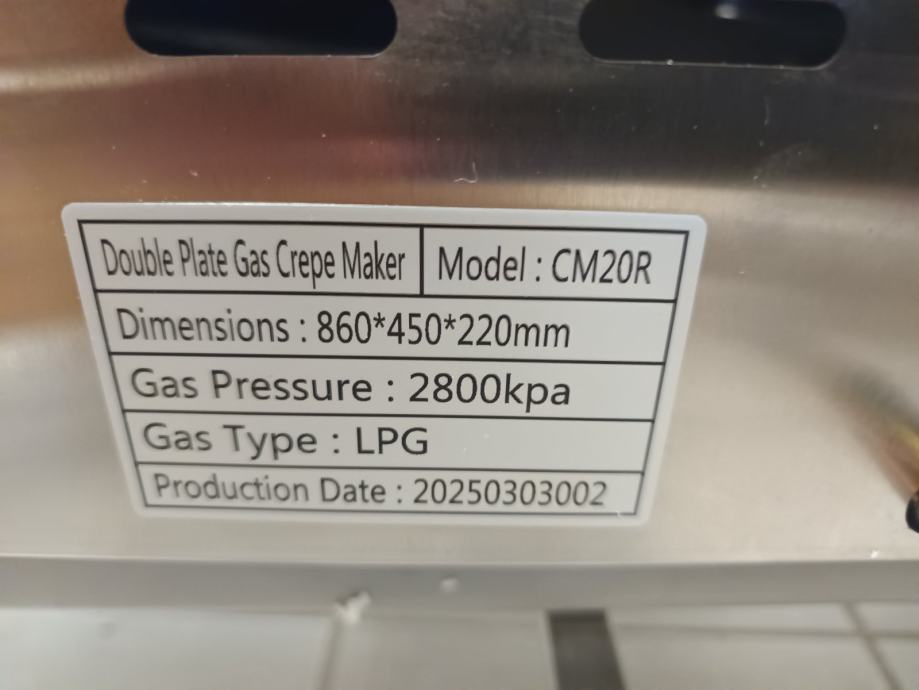 Double Plate Gas Crepe Maker Model : CM20R
Dimensions : 860*450*220mm
Gas Pressure : 2800kpa
Gas Type : LPG
Production Date : 20250303002